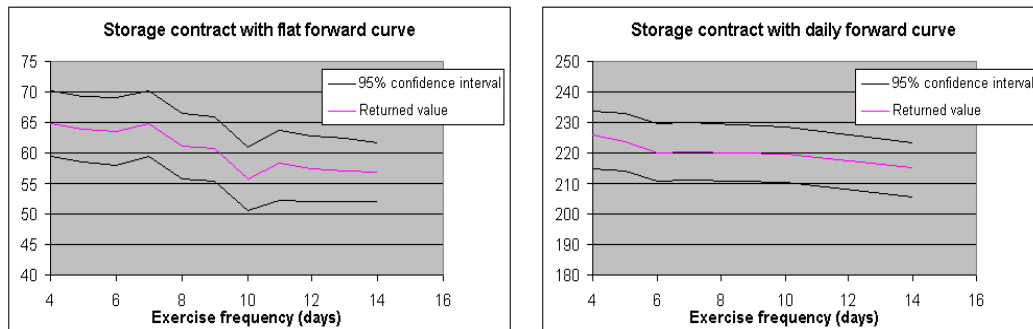 Storage contract with flat forward curve
75
70
65
60
55
50
45
40
95% confidence interval
Returned value
4 6 8 10 12 14 16
Exercise frequency (days)
Storage contract with daily forward curve
250
240
230
220
210
200
190
180
95% confidence interval
Returned value
4 6 8 10 12 14 16
Exercise frequency (days)